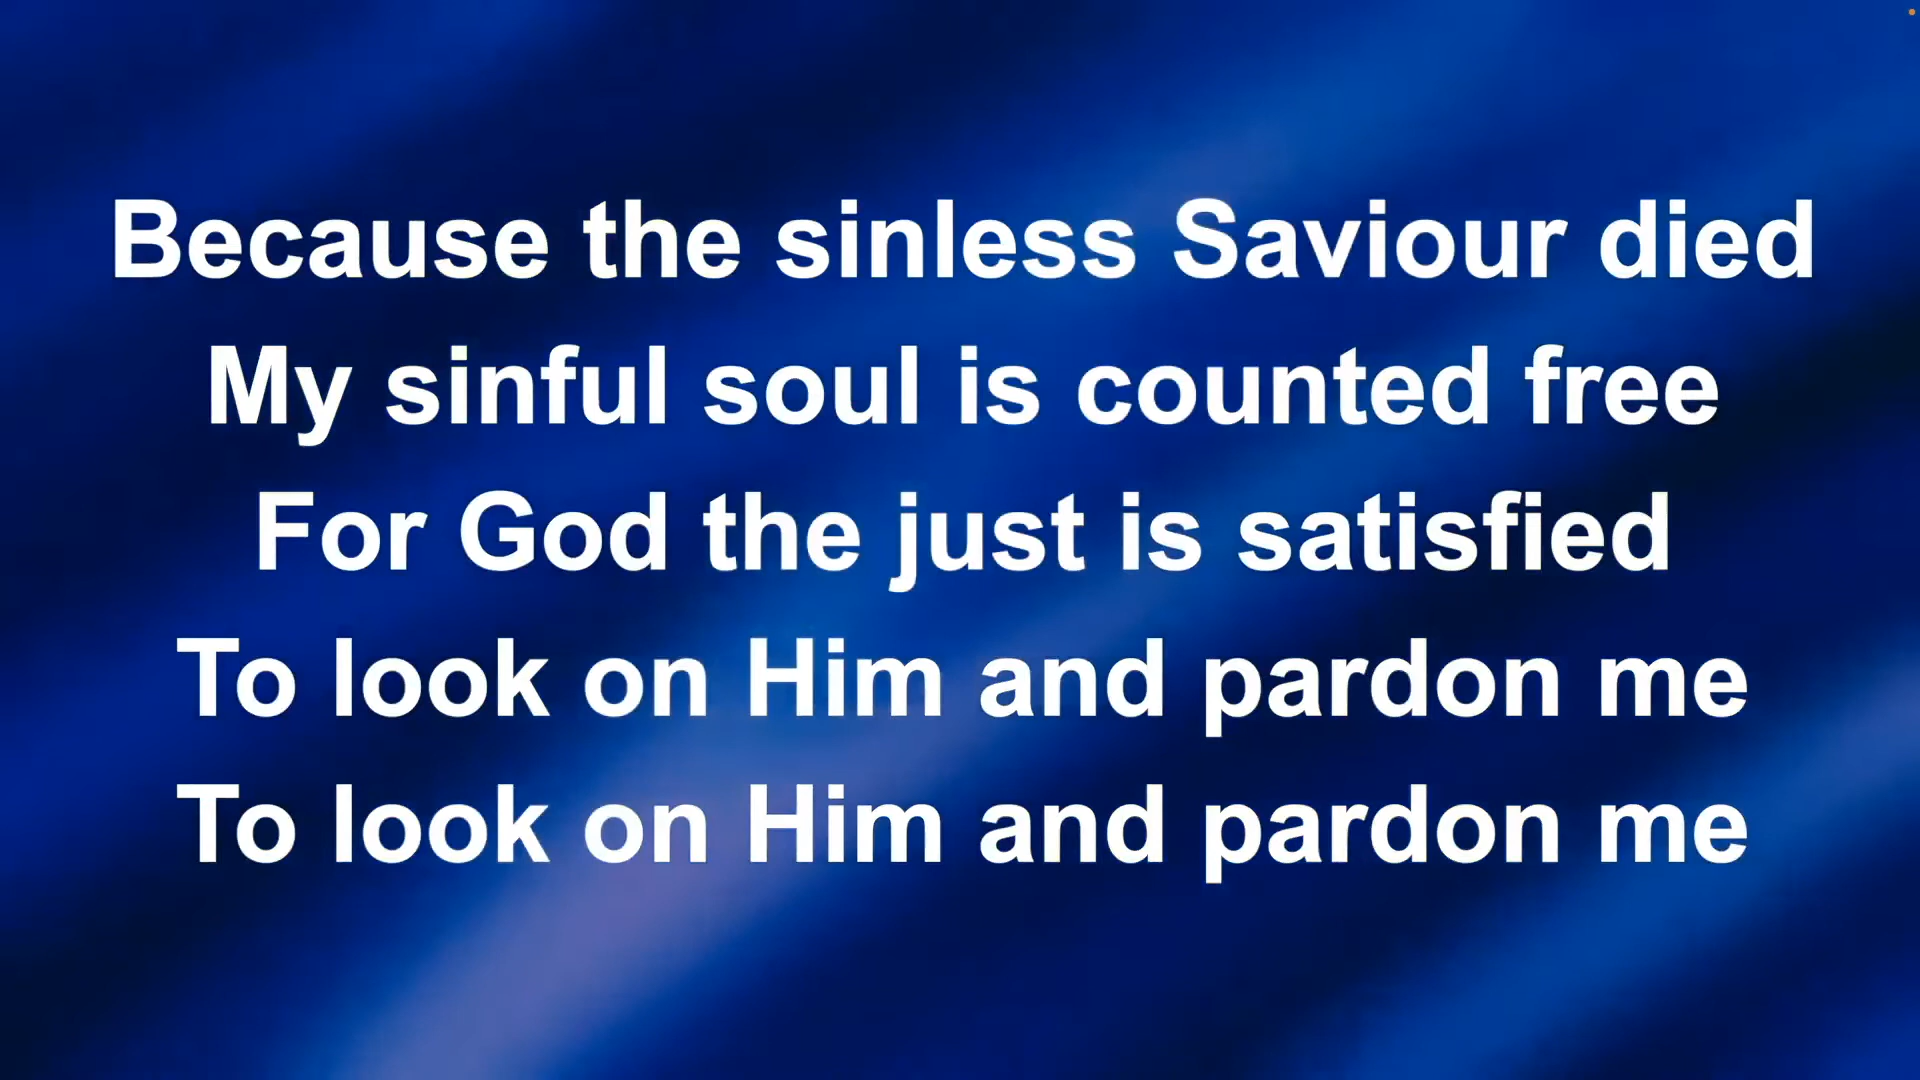 Because the sinless Saviour died
My sinful soul is counted free
For God the just is satisfied
To look on Him and pardon me
To look on Him and pardon me